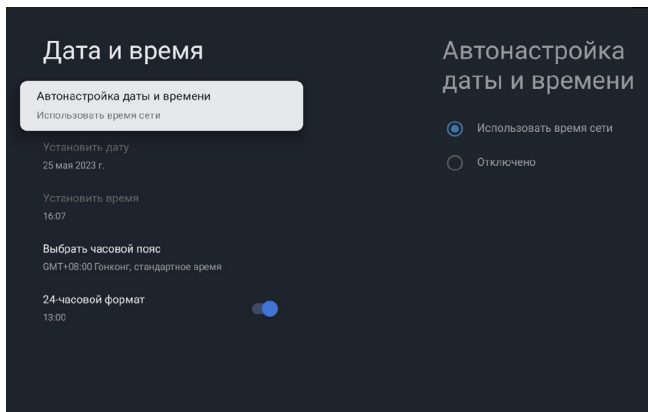 Дата и время
Автонастройка даты и времени
Использовать время сети
Установить дату
25 мая 2023 г.
Установить время
16:07
Выбрать часовой пояс
GMT+08:00 Гонконг, стандартное время
24-часовой формат
13:00
Автонастройка
даты и времени
Использовать время сети
Отключено